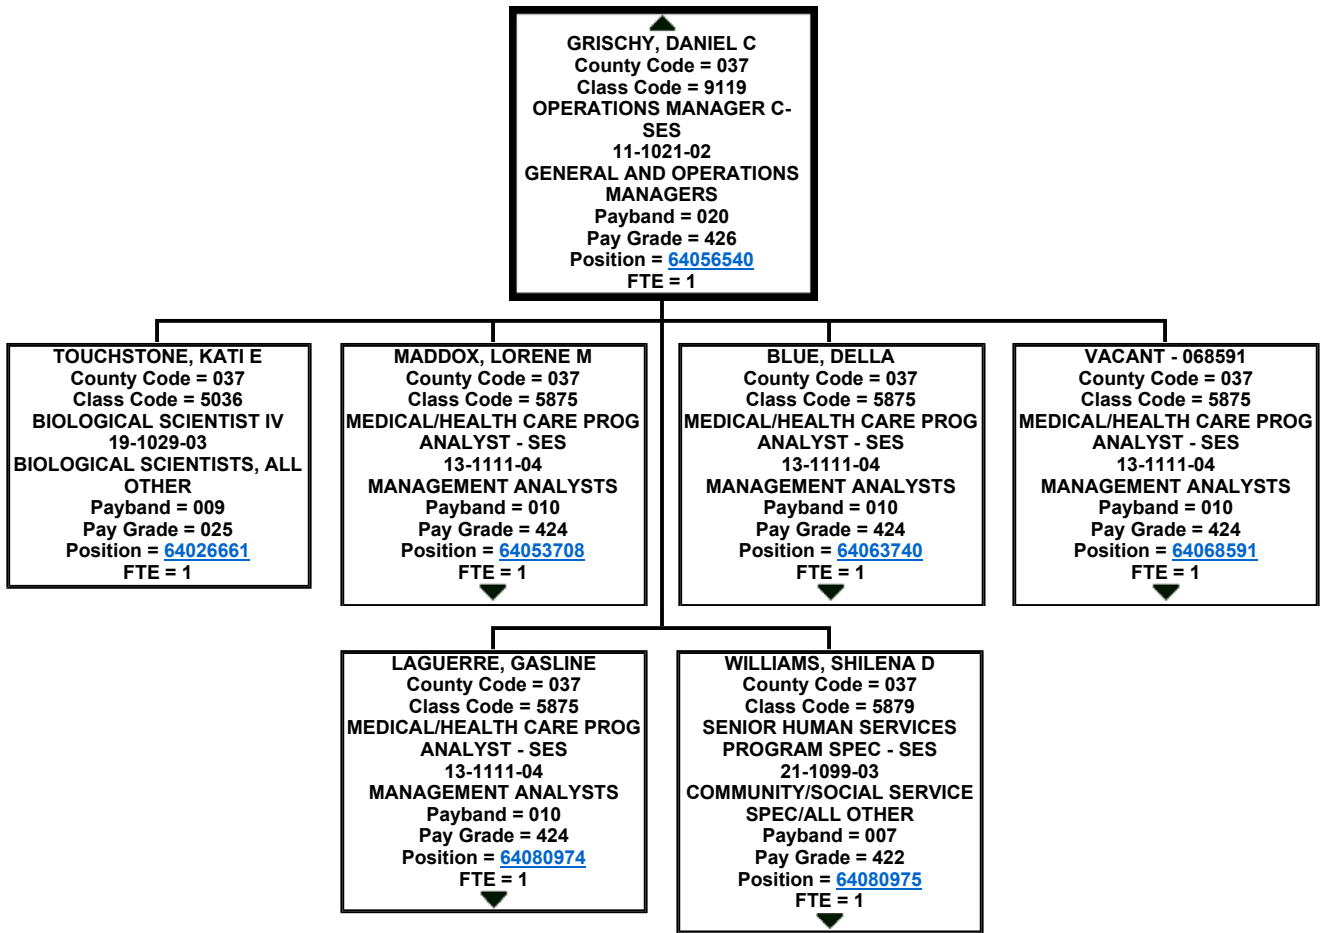 GRISCHY, DANIEL C
County Code = 037
Class Code = 9119
OPERATIONS MANAGER C-
SES
11-1021-02
GENERAL AND OPERATIONS
MANAGERS
Payband = 020
Pay Grade = 426
Position = 64056540
FTE = 1
TOUCHSTONE, KATI E
County Code = 037
Class Code = 5036
BIOLOGICAL SCIENTIST IV
19-1029-03
BIOLOGICAL SCIENTISTS, ALL
OTHER
Payband = 009
Pay Grade = 025
Position = 64026661
FTE = 1
MADDOX, LORENE M
County Code = 037
Class Code = 5875
MEDICAL/HEALTH CARE PROG
ANALYST - SES
13-1111-04
MANAGEMENT ANALYSTS
Payband = 010
Pay Grade = 424
Position = 64053708
FTE = 1
BLUE, DELLA
County Code = 037
Class Code = 5875
MEDICAL/HEALTH CARE PROG
ANALYST - SES
13-1111-04
MANAGEMENT ANALYSTS
Payband = 010
Pay Grade = 424
Position = 64063740
FTE = 1
VACANT - 068591
County Code = 037
Class Code = 5875
MEDICAL/HEALTH CARE PROG
ANALYST - SES
13-1111-04
MANAGEMENT ANALYSTS
Payband = 010
Pay Grade = 424
Position = 64068591
FTE = 1
LAGUERRE, GASLINE
County Code = 037
Class Code = 5875
MEDICAL/HEALTH CARE PROG
ANALYST - SES
13-1111-04
MANAGEMENT ANALYSTS
Payband = 010
Pay Grade = 424
Position = 64080974
FTE = 1
WILLIAMS, SHILENA D
County Code = 037
Class Code = 5879
SENIOR HUMAN SERVICES
PROGRAM SPEC - SES
21-1099-03
COMMUNITY/SOCIAL SERVICE
SPEC/ALL OTHER
Payband = 007
Pay Grade = 422
Position = 64080975
FTE = 1